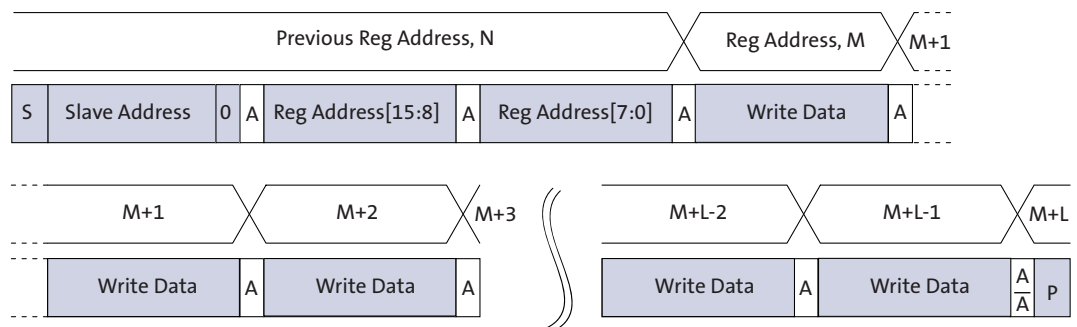 Previous Reg Address, N Reg Address, M M+1
S Slave Address 0 A Reg Address[15:8] A Reg Address[7:0] A Write Data A
M+1 M+2 M+3 M+L-2 M+L-1 M+L
Write Data A Write Data A Write Data A Write Data A/A̅ P